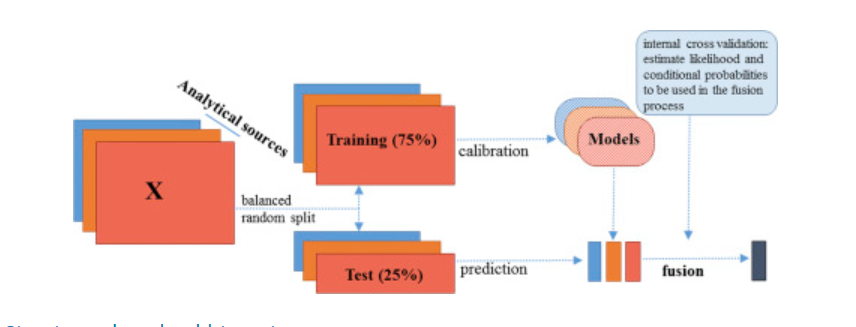 internal cross validation:
estimate likelihood and
conditional probabilities
to be used in the fusion
process
Analytical sources
Training (75%)
Models
calibration
X
balanced
random split
Test (25%)
prediction
fusion